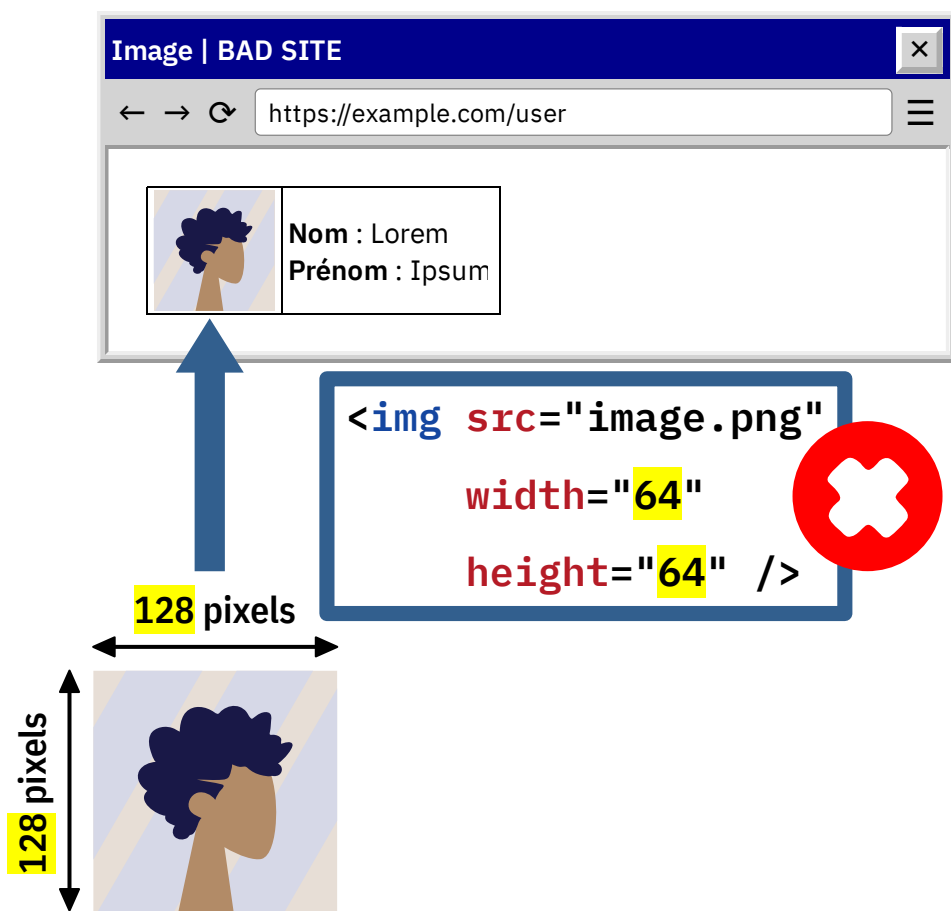 Image | BAD SITE
https://example.com/user
Nom : Lorem
Prénom : Ipsum
<img src="image.png"
width="64"
height="64" />
128 pixels
128 pixels